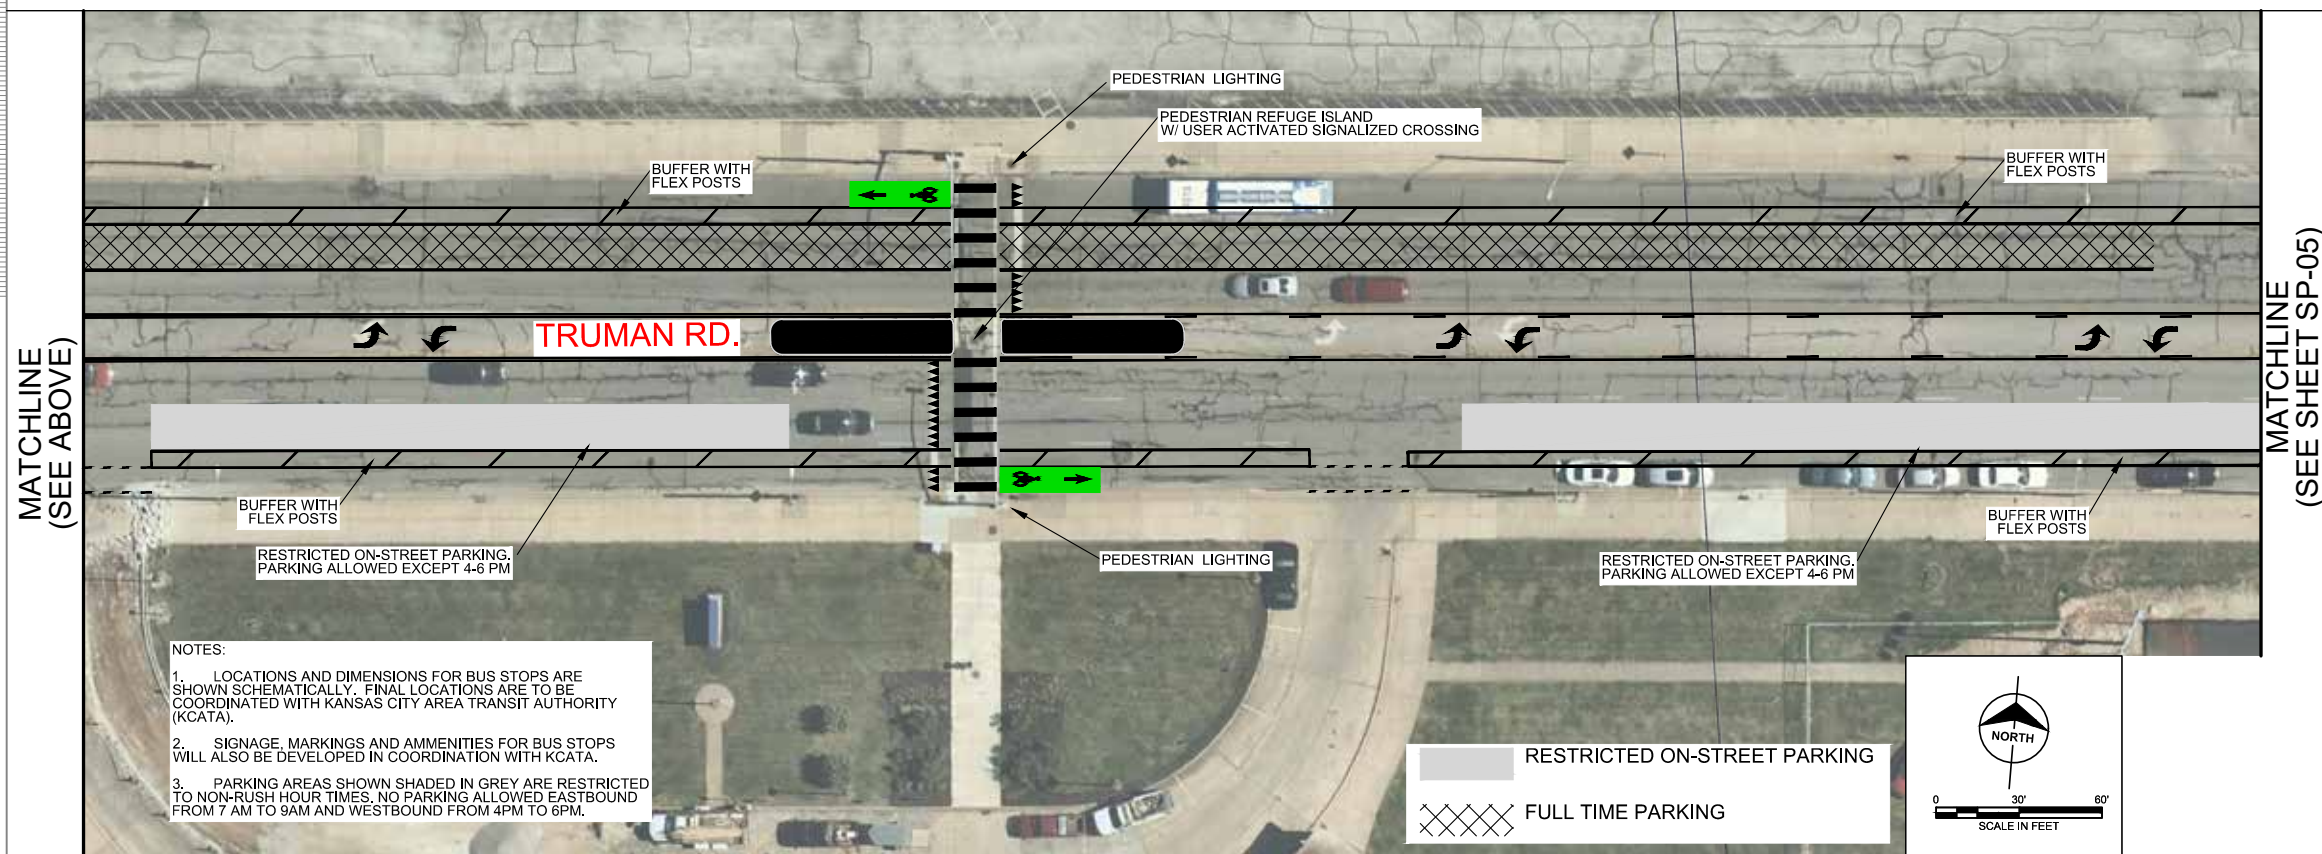 PEDESTRIAN LIGHTING
PEDESTRIAN REFUGE ISLAND
W/ USER ACTIVATED SIGNALIZED CROSSING
BUFFER WITH
FLEX POSTS
BUFFER WITH
FLEX POSTS
TRUMAN RD.
MATCHLINE
(SEE ABOVE)
MATCHLINE
(SEE SHEET SP-05)
BUFFER WITH
FLEX POSTS
RESTRICTED ON-STREET PARKING.
PARKING ALLOWED EXCEPT 4-6 PM
PEDESTRIAN LIGHTING
BUFFER WITH
FLEX POSTS
RESTRICTED ON-STREET PARKING.
PARKING ALLOWED EXCEPT 4-6 PM
NOTES:
1. LOCATIONS AND DIMENSIONS FOR BUS STOPS ARE
SHOWN SCHEMATICALLY. FINAL LOCATIONS ARE TO BE
COORDINATED WITH KANSAS CITY AREA TRANSIT AUTHORITY
(KCATA).
2. SIGNAGE, MARKINGS AND AMMENITIES FOR BUS STOPS
WILL ALSO BE DEVELOPED IN COORDINATION WITH KCATA.
3. PARKING AREAS SHOWN SHADED IN GREY ARE RESTRICTED
TO NON-RUSH HOUR TIMES. NO PARKING ALLOWED EASTBOUND
FROM 7 AM TO 9AM AND WESTBOUND FROM 4PM TO 6PM.
RESTRICTED ON-STREET PARKING
FULL TIME PARKING
NORTH
0 30' 60'
SCALE IN FEET